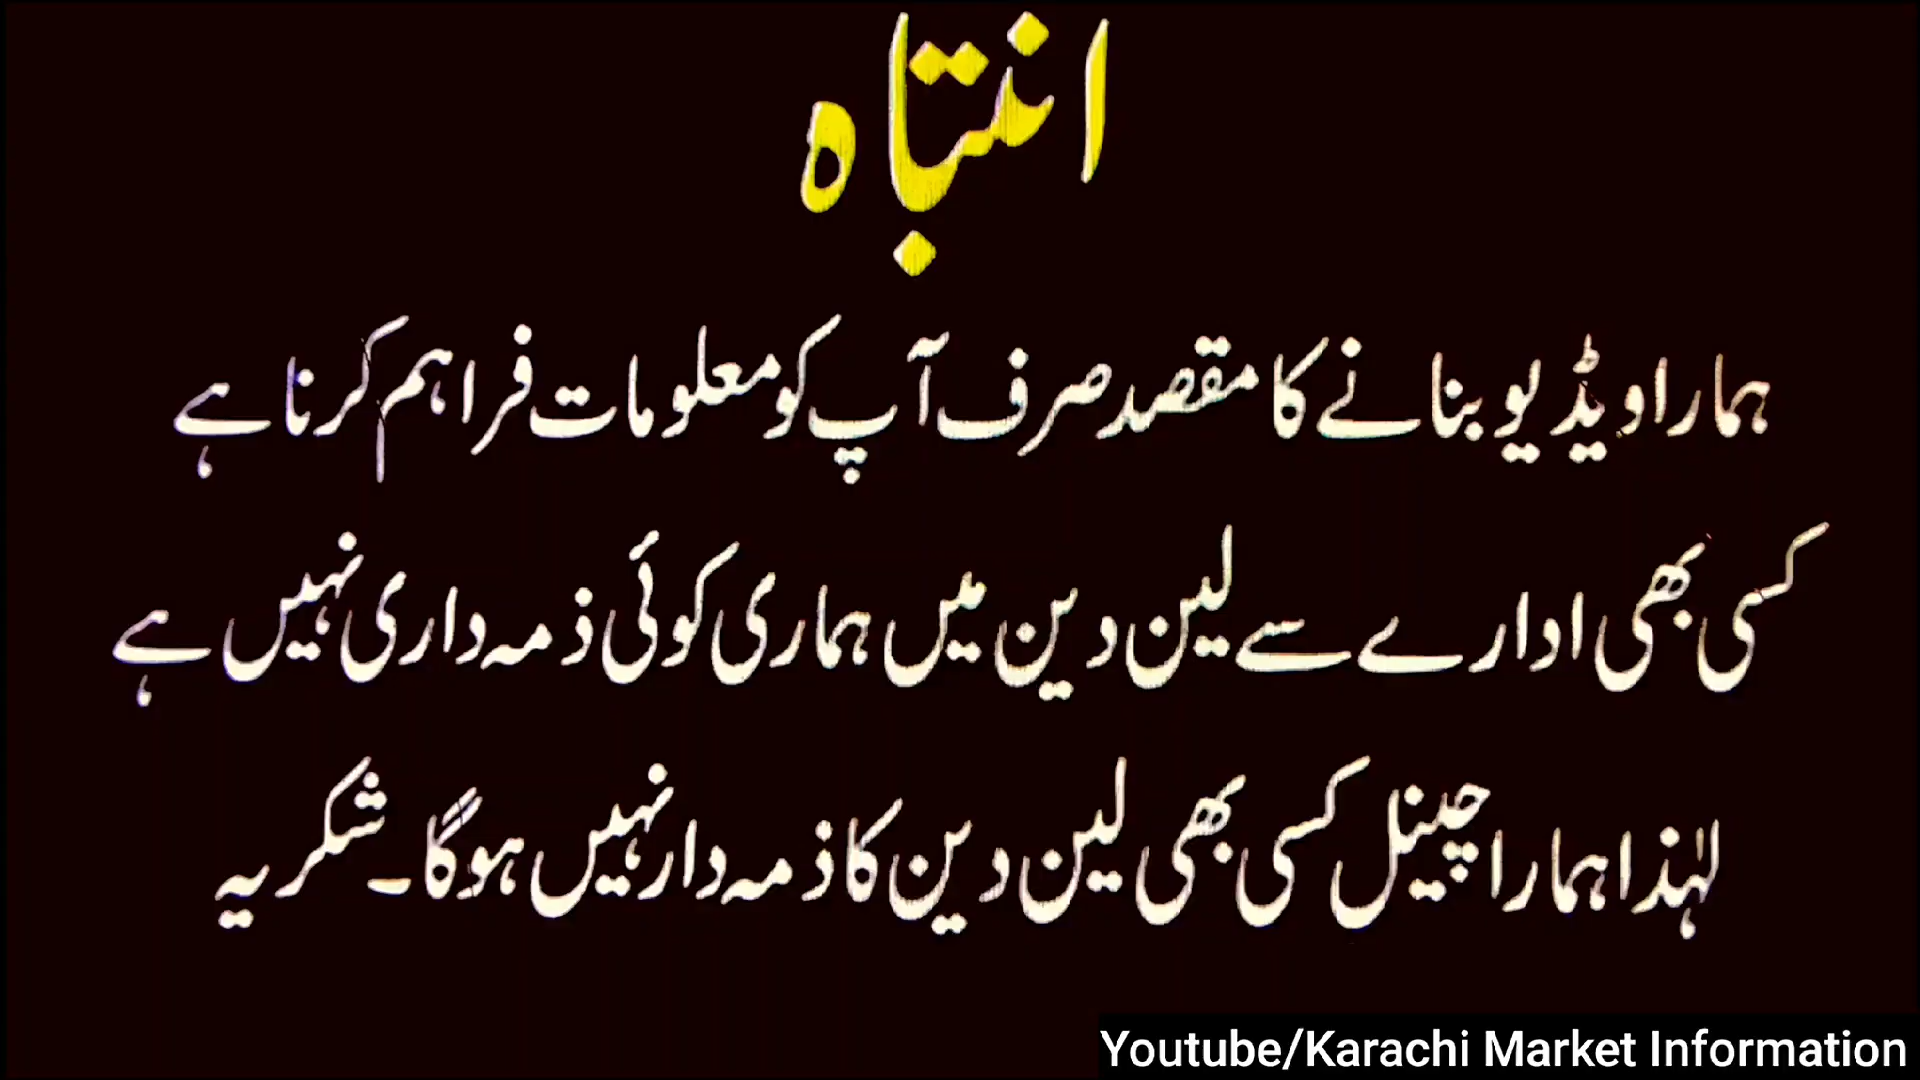 انتباہ
ہمارا ویڈیو بنانے کا مقصد صرف آپ کو معلومات فراہم کرنا ہے
کسی بھی ادارے سے لین دین میں ہماری کوئی ذمہ داری نہیں ہے
لہٰذا ہمارا چینل کسی بھی لین دین کا ذمہ دار نہیں ہوگا۔ شکریہ
Youtube/Karachi Market Information